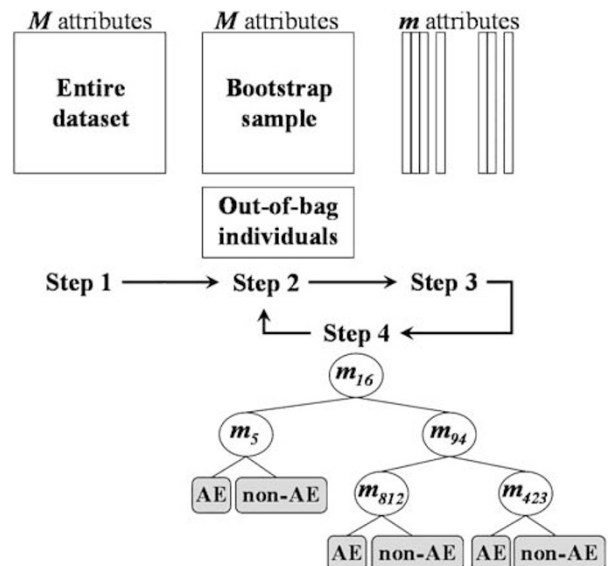 M attributes
M attributes
m attributes
Entire
dataset
Bootstrap
sample
Out-of-bag
individuals
Step 1
Step 2
Step 3
Step 4
m16
m5
m94
AE
non-AE
m812
m423
AE
non-AE
AE
non-AE